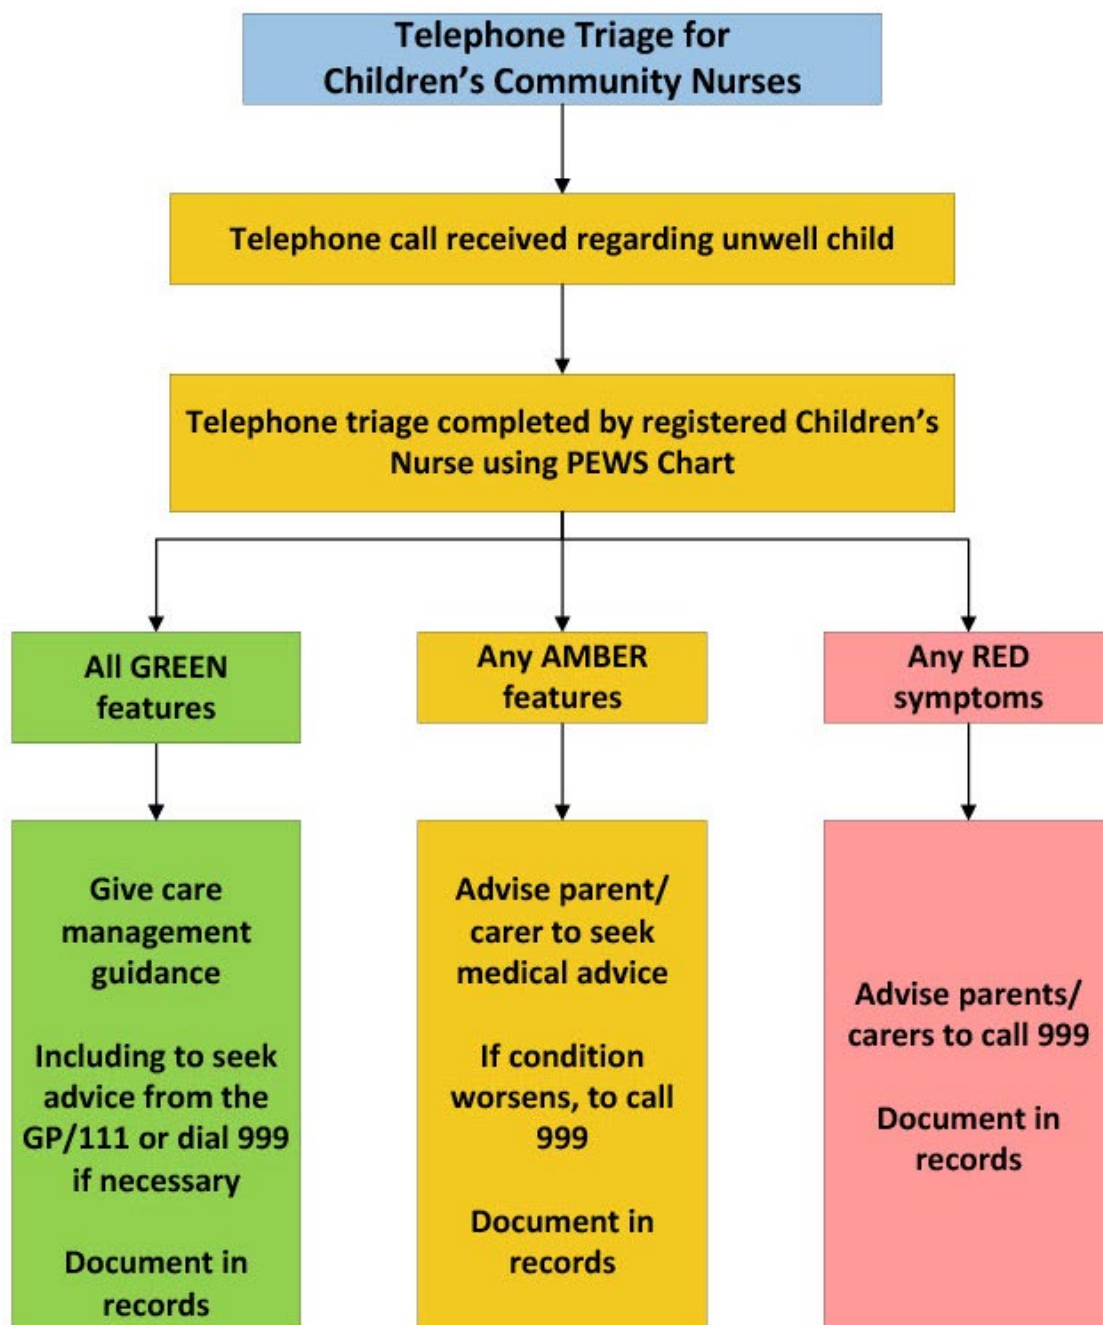 Telephone Triage for
Children’s Community Nurses
Telephone call received regarding unwell child
Telephone triage completed by registered Children’s
Nurse using PEWS Chart
All GREEN
features
Any AMBER
features
Any RED
symptoms
Give care
management
guidance
Including to seek
advice from the
GP/111 or dial 999
if necessary
Document in
records
Advise parent/
carer to seek
medical advice
If condition
worsens, to call
999
Document in
records
Advise parents/
carers to call 999
Document in
records